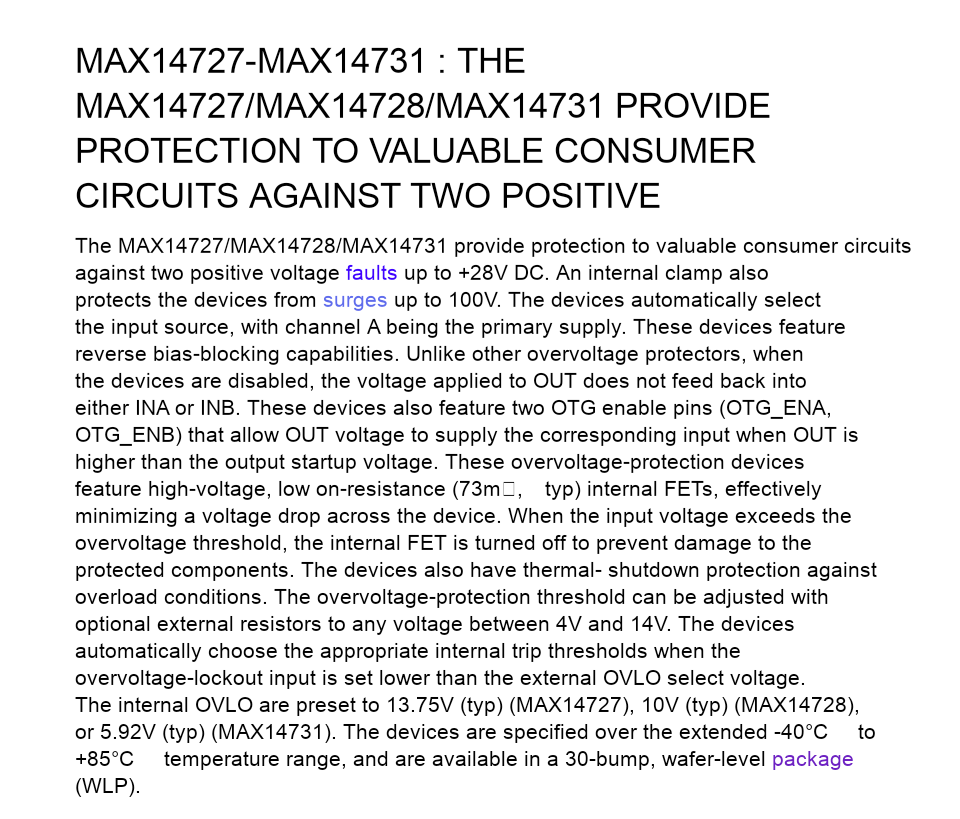 MAX14727-MAX14731 : THE
MAX14727/MAX14728/MAX14731 PROVIDE
PROTECTION TO VALUABLE CONSUMER
CIRCUITS AGAINST TWO POSITIVE
The MAX14727/MAX14728/MAX14731 provide protection to valuable consumer circuits
against two positive voltage faults up to +28V DC. An internal clamp also
protects the devices from surges up to 100V. The devices automatically select
the input source, with channel A being the primary supply. These devices feature
reverse bias-blocking capabilities. Unlike other overvoltage protectors, when
the devices are disabled, the voltage applied to OUT does not feed back into
either INA or INB. These devices also feature two OTG enable pins (OTG_ENA,
OTG_ENB) that allow OUT voltage to supply the corresponding input when OUT is
higher than the output startup voltage. These overvoltage-protection devices
feature high-voltage, low on-resistance (73m□, typ) internal FETs, effectively
minimizing a voltage drop across the device. When the input voltage exceeds the
overvoltage threshold, the internal FET is turned off to prevent damage to the
protected components. The devices also have thermal- shutdown protection against
overload conditions. The overvoltage-protection threshold can be adjusted with
optional external resistors to any voltage between 4V and 14V. The devices
automatically choose the appropriate internal trip thresholds when the
overvoltage-lockout input is set lower than the external OVLO select voltage.
The internal OVLO are preset to 13.75V (typ) (MAX14727), 10V (typ) (MAX14728),
or 5.92V (typ) (MAX14731). The devices are specified over the extended -40°C to
+85°C temperature range, and are available in a 30-bump, wafer-level package
(WLP).